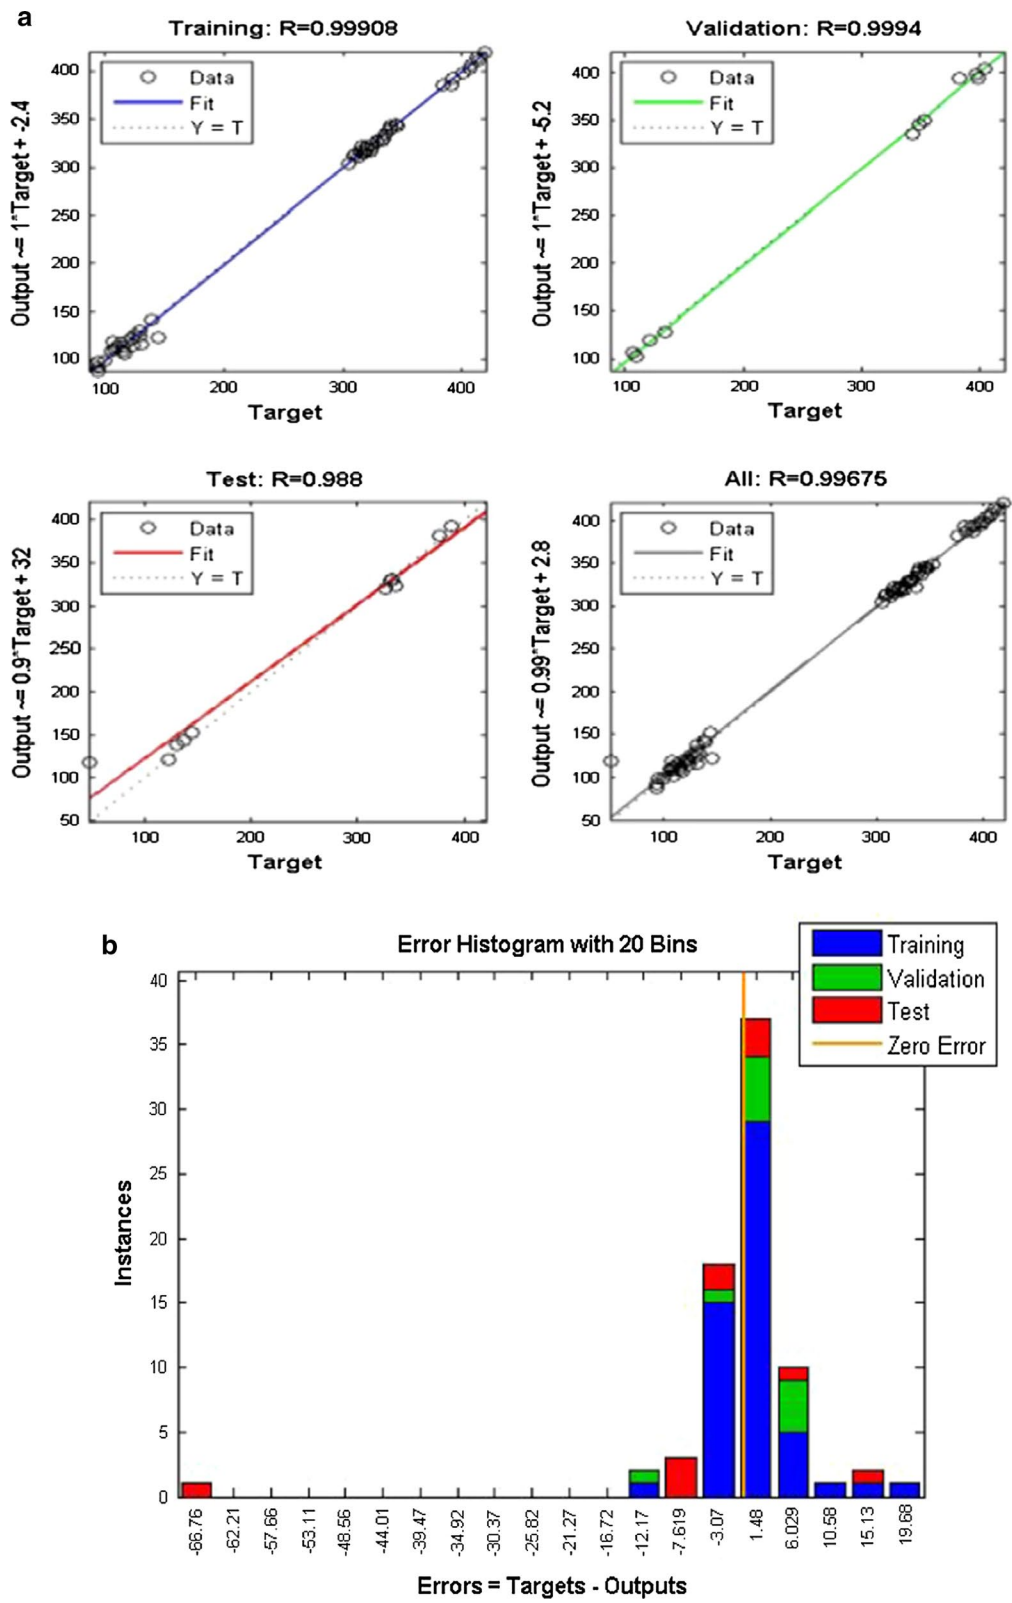 a
Training: R=0.99908
Output ~= 1*Target + -2.4
400
350
300
250
200
150
100
Data
Fit
Y = T
100 200 300 400
Target
Validation: R=0.9994
Output ~= 1*Target + -5.2
400
350
300
250
200
150
100
Data
Fit
Y = T
100 200 300 400
Target
Test: R=0.988
Output ~= 0.9*Target + 32
400
350
300
250
200
150
100
50
Data
Fit
Y = T
100 200 300 400
Target
All: R=0.99675
Output ~= 0.99*Target + 2.8
400
350
300
250
200
150
100
50
Data
Fit
Y = T
100 200 300 400
Target
b
Error Histogram with 20 Bins
Training
Validation
Test
Zero Error
Instances
40
35
30
25
20
15
10
5
0
-66.76 -62.21 -57.66 -53.11 -48.56 -44.01 -39.47 -34.92 -30.37 -25.82 -21.27 -16.72 -12.17 -7.619 -3.07 1.48 6.029 10.58 15.13 19.68
Errors = Targets - Outputs